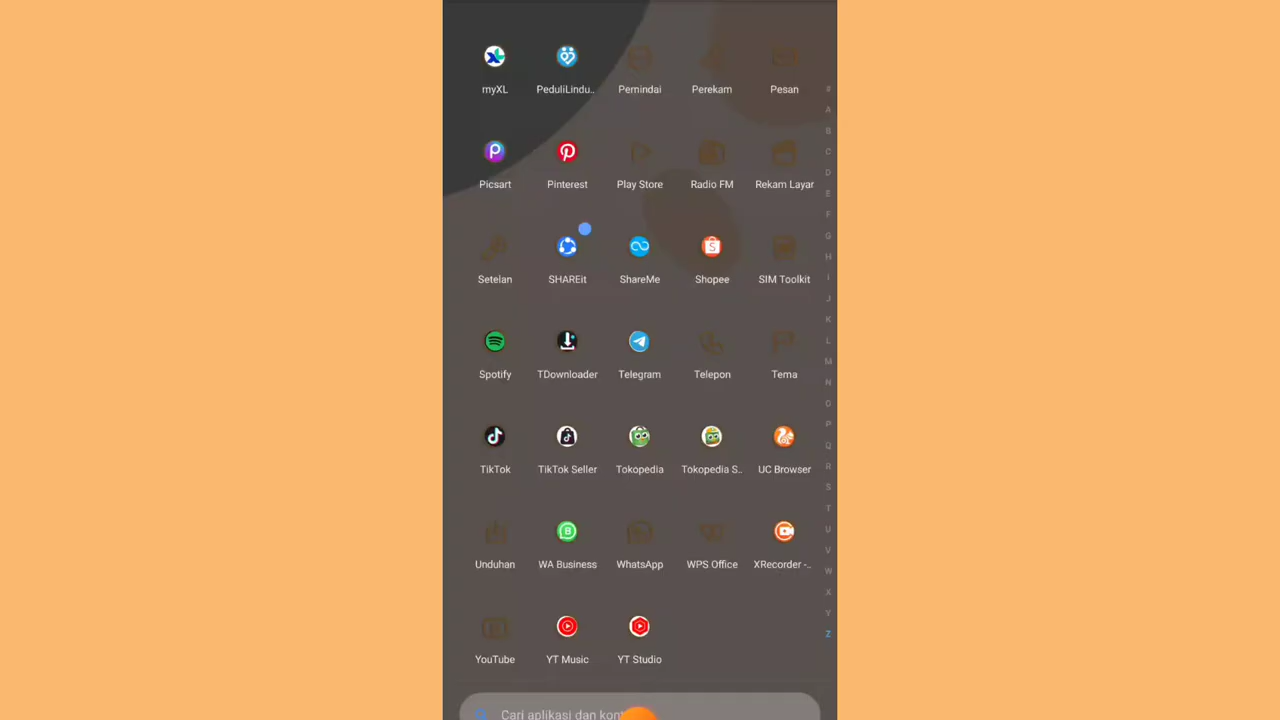 myXL PeduliLindu.. Pemindai Perekam Pesan
#
A
B
C
Picsart Pinterest Play Store Radio FM Rekam Layar
D
E
F
G
H
I
Setelan SHAREit ShareMe Shopee SIM Toolkit
J
K
L
M
Spotify TDownloader Telegram Telepon Tema
N
O
P
Q
R
TikTok TikTok Seller Tokopedia Tokopedia S.. UC Browser
S
T
U
V
Unduhan WA Business WhatsApp WPS Office XRecorder -..
W
X
Y
Z
YouTube YT Music YT Studio
Cari aplikasi dan kont